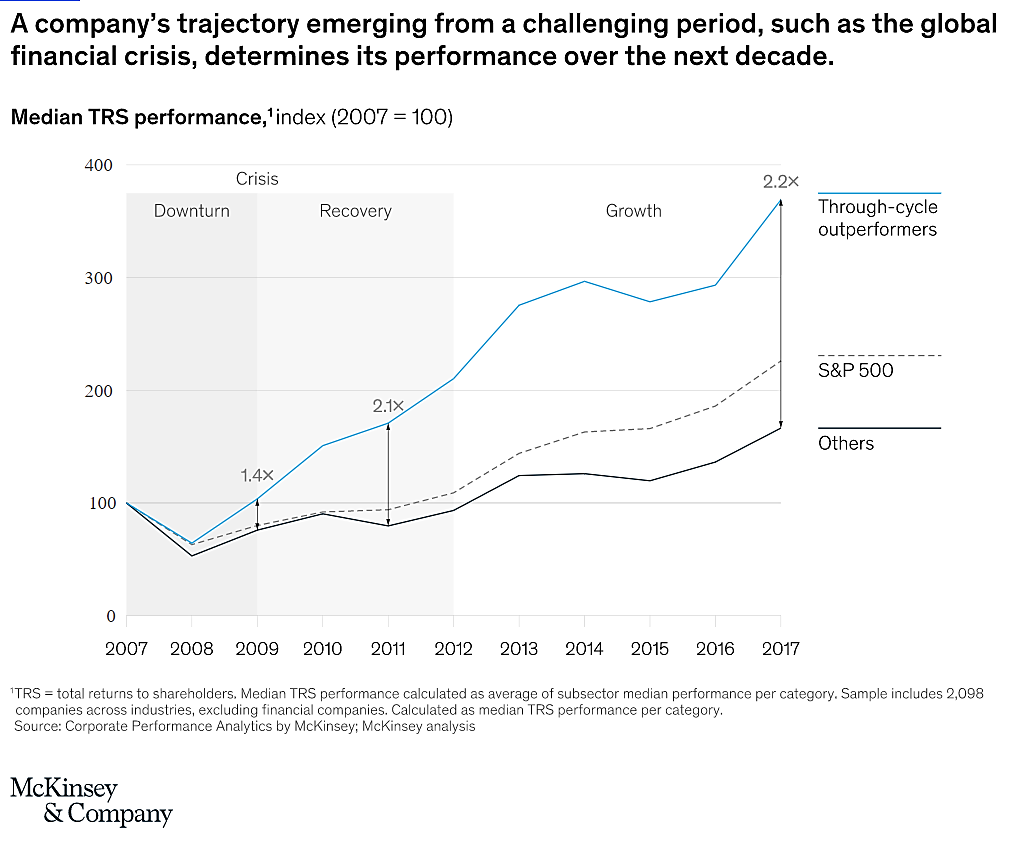 A company's trajectory emerging from a challenging period, such as the global
financial crisis, determines its performance over the next decade.
Median TRS performance,¹ index (2007 = 100)
400
Crisis
2.2×
Downturn
Recovery
Growth
Through-cycle
outperformers
300
200
2.1×
S&P 500
Others
1.4×
100
0
2007 2008 2009 2010 2011 2012 2013 2014 2015 2016 2017
¹TRS = total returns to shareholders. Median TRS performance calculated as average of subsector median performance per category. Sample includes 2,098
companies across industries, excluding financial companies. Calculated as median TRS performance per category.
Source: Corporate Performance Analytics by McKinsey; McKinsey analysis
McKinsey
& Company